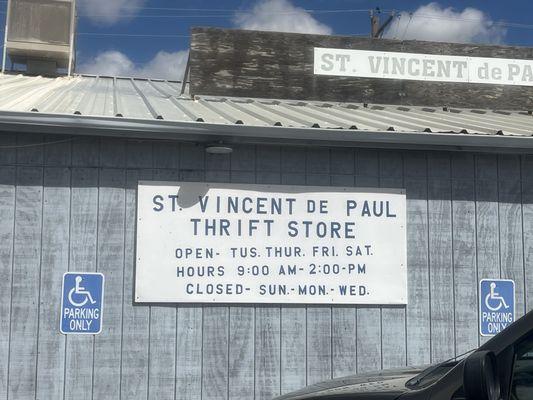 ST. VINCENT de PA
ST. VINCENT DE PAUL
THRIFT STORE
OPEN- TUS. THUR. FRI. SAT.
HOURS 9:00 AM- 2:00-PM
CLOSED- SUN.-MON.-WED.
PARKING
ONLY
PARKING
ONLY